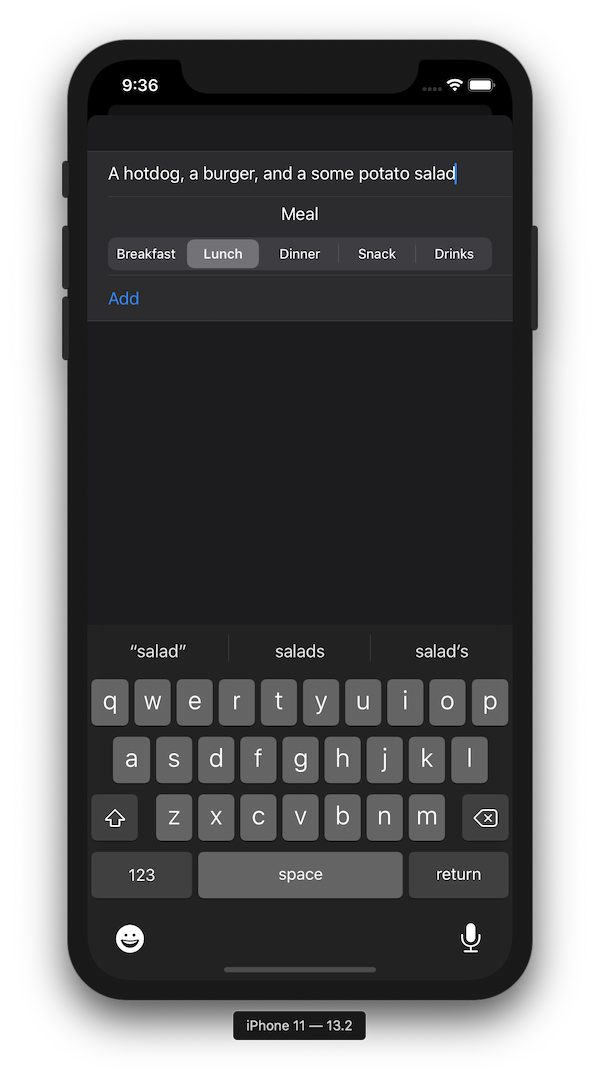 9:36
A hotdog, a burger, and a some potato salad
Meal
Breakfast Lunch Dinner Snack Drinks
Add
“salad” salads salad’s
q w e r t y u i o p
a s d f g h j k l
z x c v b n m
123 space return
iPhone 11 — 13.2